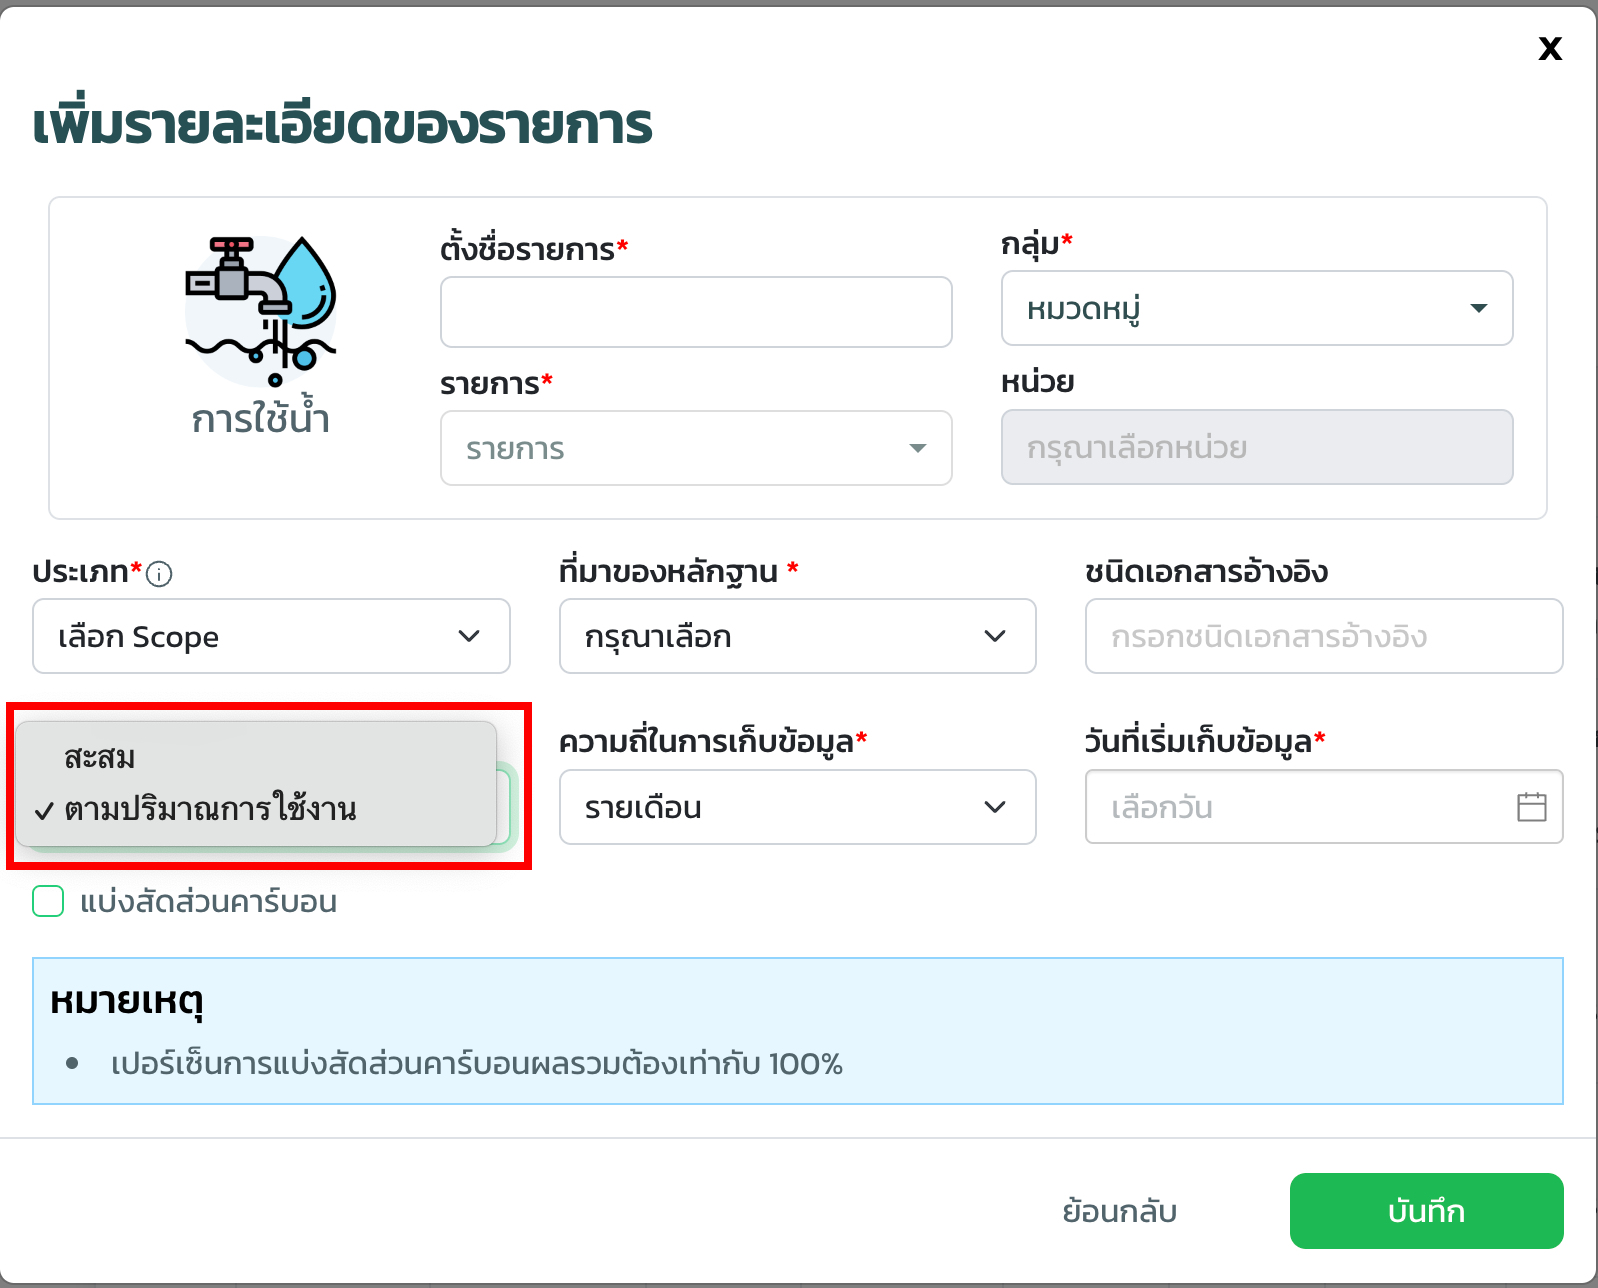 X
เพิ่มรายละเอียดของรายการ
การใช้น้ำ
ตั้งชื่อรายการ*
กลุ่ม*
หมวดหมู่
รายการ*
รายการ
หน่วย
กรุณาเลือกหน่วย
ประเภท*
เลือก Scope
ที่มาของหลักฐาน *
กรุณาเลือก
ชนิดเอกสารอ้างอิง
กรอกชนิดเอกสารอ้างอิง
สะสม
✓ ตามปริมาณการใช้งาน
ความถี่ในการเก็บข้อมูล*
รายเดือน
วันที่เริ่มเก็บข้อมูล*
เลือกวัน
แบ่งสัดส่วนคาร์บอน
หมายเหตุ
• เปอร์เซ็นการแบ่งสัดส่วนคาร์บอนผลรวมต้องเท่ากับ 100%
ย้อนกลับ
บันทึก